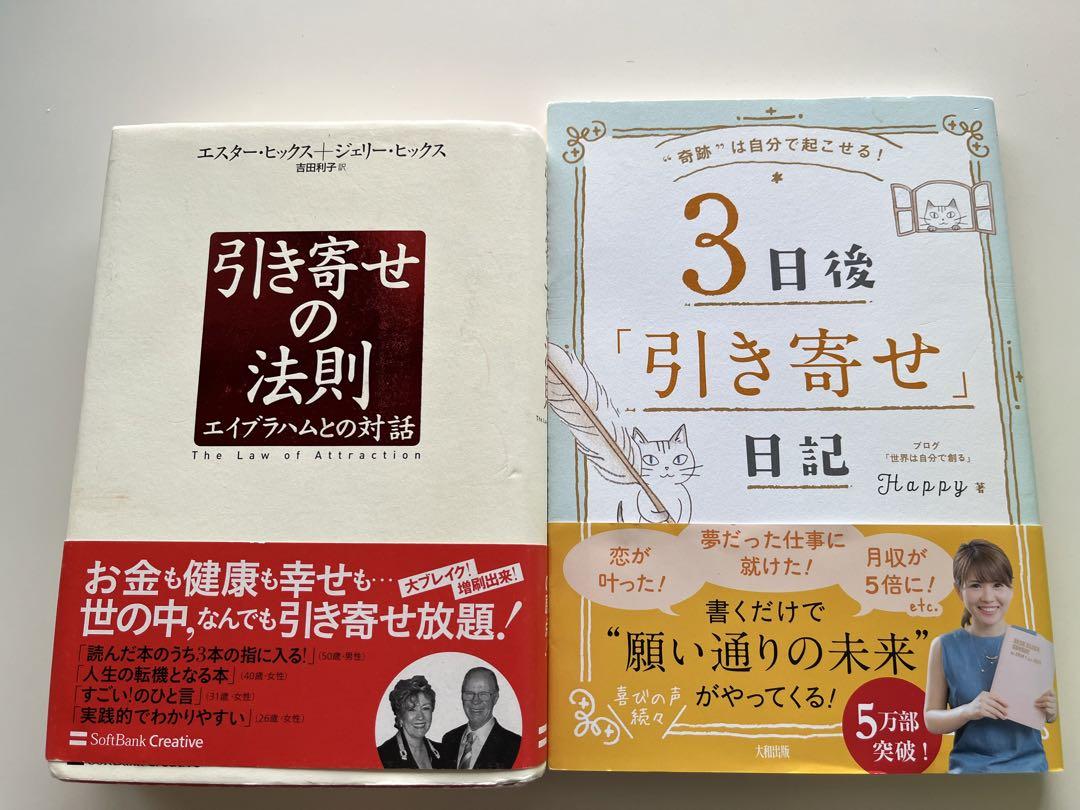 エスター・ヒックス+ジェリー・ヒックス
吉田利子 訳
引き寄せ
の
法則
エイブラハムとの対話
The Law of Attraction
お金も健康も幸せも…
大ブレイク!
増刷出来!
世の中,なんでも引き寄せ放題!
「読んだ本のうち3本の指に入る!」(50歳・男性)
「人生の転機となる本」(40歳・女性)
「すごい!のひと言」(31歳・女性)
「実践的でわかりやすい」(26歳・女性)
SoftBank Creative
“奇跡”は自分で起こせる!
3日後
「引き寄せ」
日記
ブログ
「世界は自分で創る」
Happy 著
恋が
叶った!
夢だった仕事に
就けた!
月収が
5倍に!
etc.
書くだけで
“願い通りの未来”
がやってくる!
喜びの声
続々
5万部
突破!
大和出版